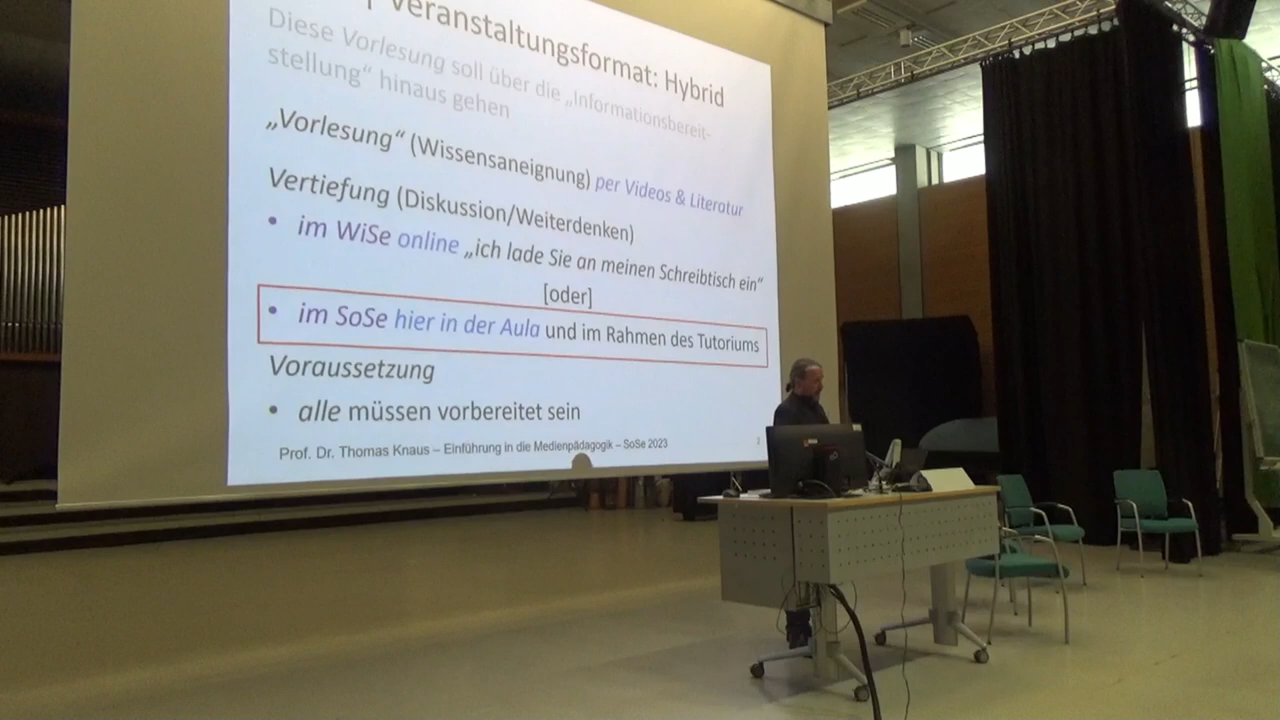 Veranstaltungsformat: Hybrid
Diese Vorlesung soll über die „Informationsbereit-
stellung“ hinaus gehen
„Vorlesung“ (Wissensaneignung) per Videos & Literatur
Vertiefung (Diskussion/Weiterdenken)
• im WiSe online „ich lade Sie an meinen Schreibtisch ein“
[oder]
• im SoSe hier in der Aula und im Rahmen des Tutoriums
Voraussetzung
• alle müssen vorbereitet sein
Prof. Dr. Thomas Knaus – Einführung in die Medienpädagogik – SoSe 2023
2